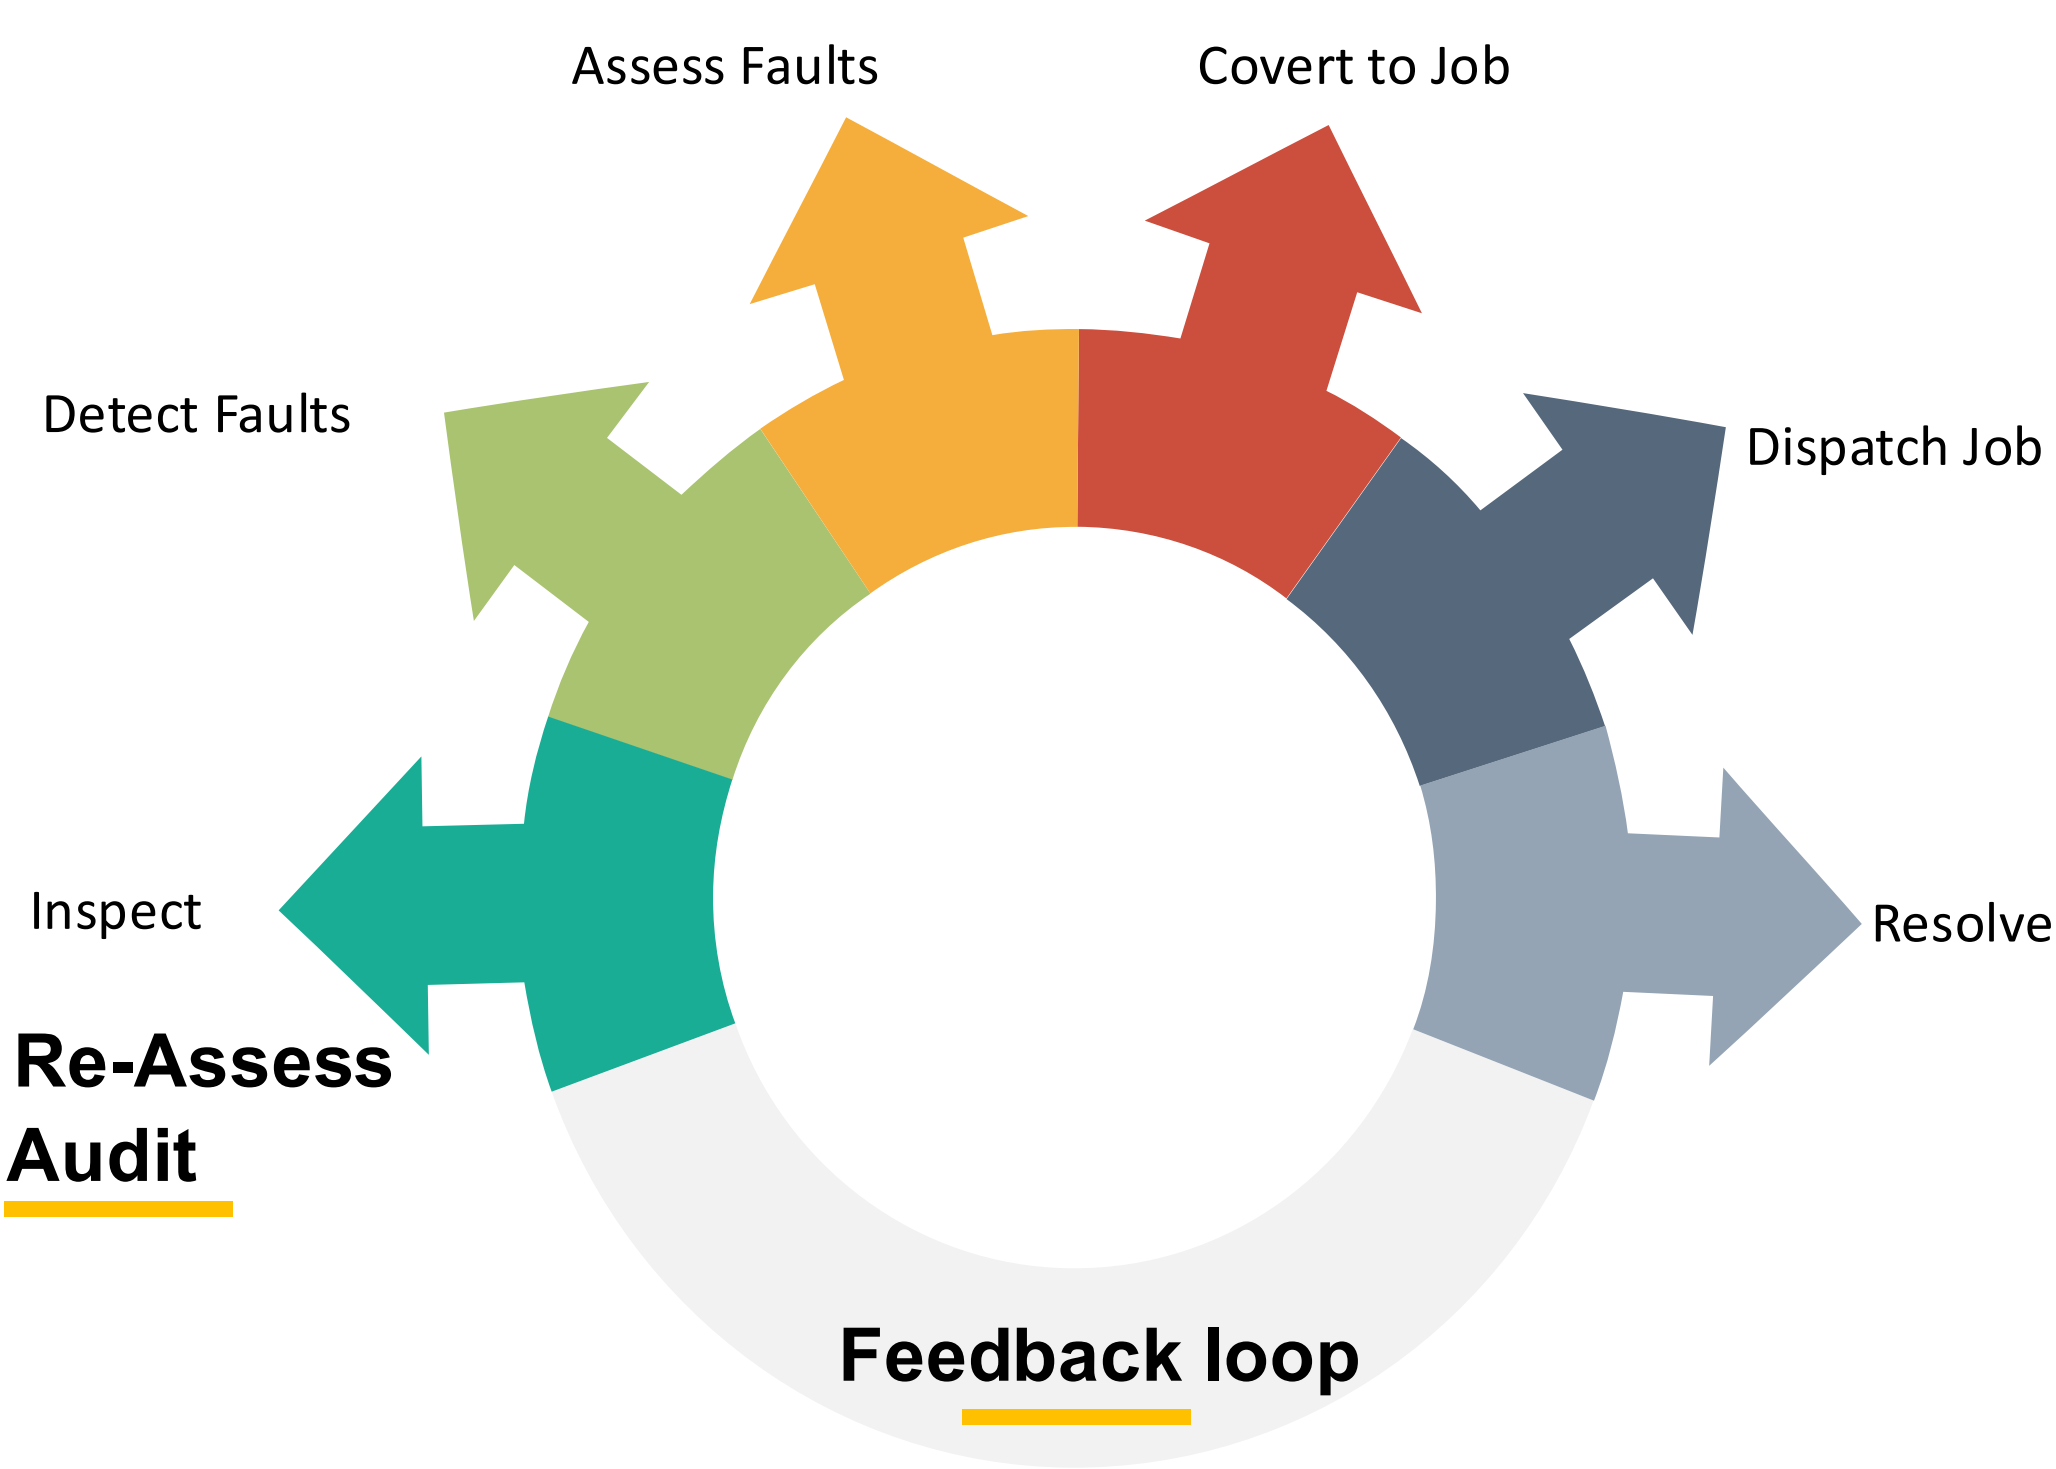 Assess Faults
Covert to Job
Detect Faults
Dispatch Job
Inspect
Resolve
Re-Assess
Audit
Feedback loop